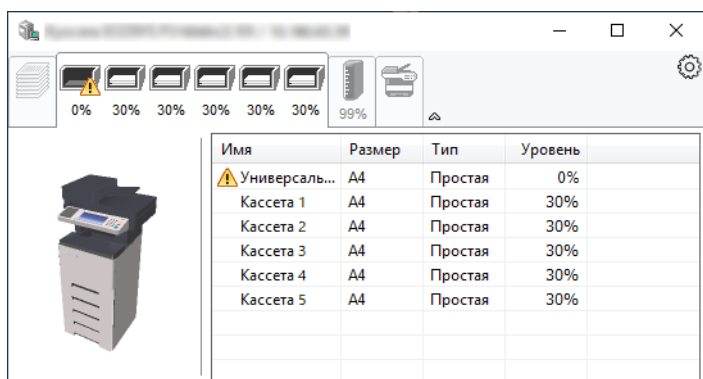 0% 30% 30% 30% 30% 30% 99%
Имя Размер Тип Уровень
Универсаль... A4 Простая 0%
Кассета 1 A4 Простая 30%
Кассета 2 A4 Простая 30%
Кассета 3 A4 Простая 30%
Кассета 4 A4 Простая 30%
Кассета 5 A4 Простая 30%